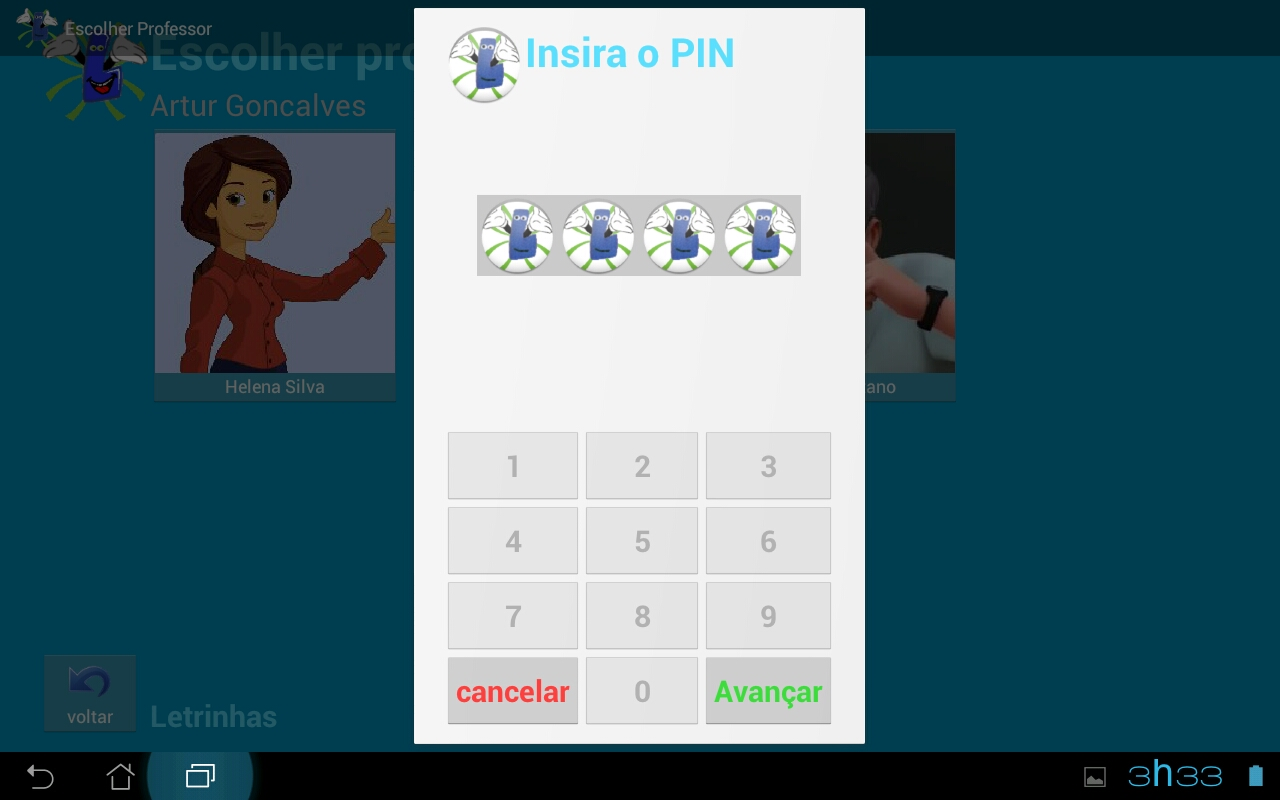 Escolher Professor
Escolher pro
Artur Goncalves
Insira o PIN
Helena Silva
ano
1 2 3
4 5 6
7 8 9
cancelar 0 Avançar
voltar
Letrinhas
3h33